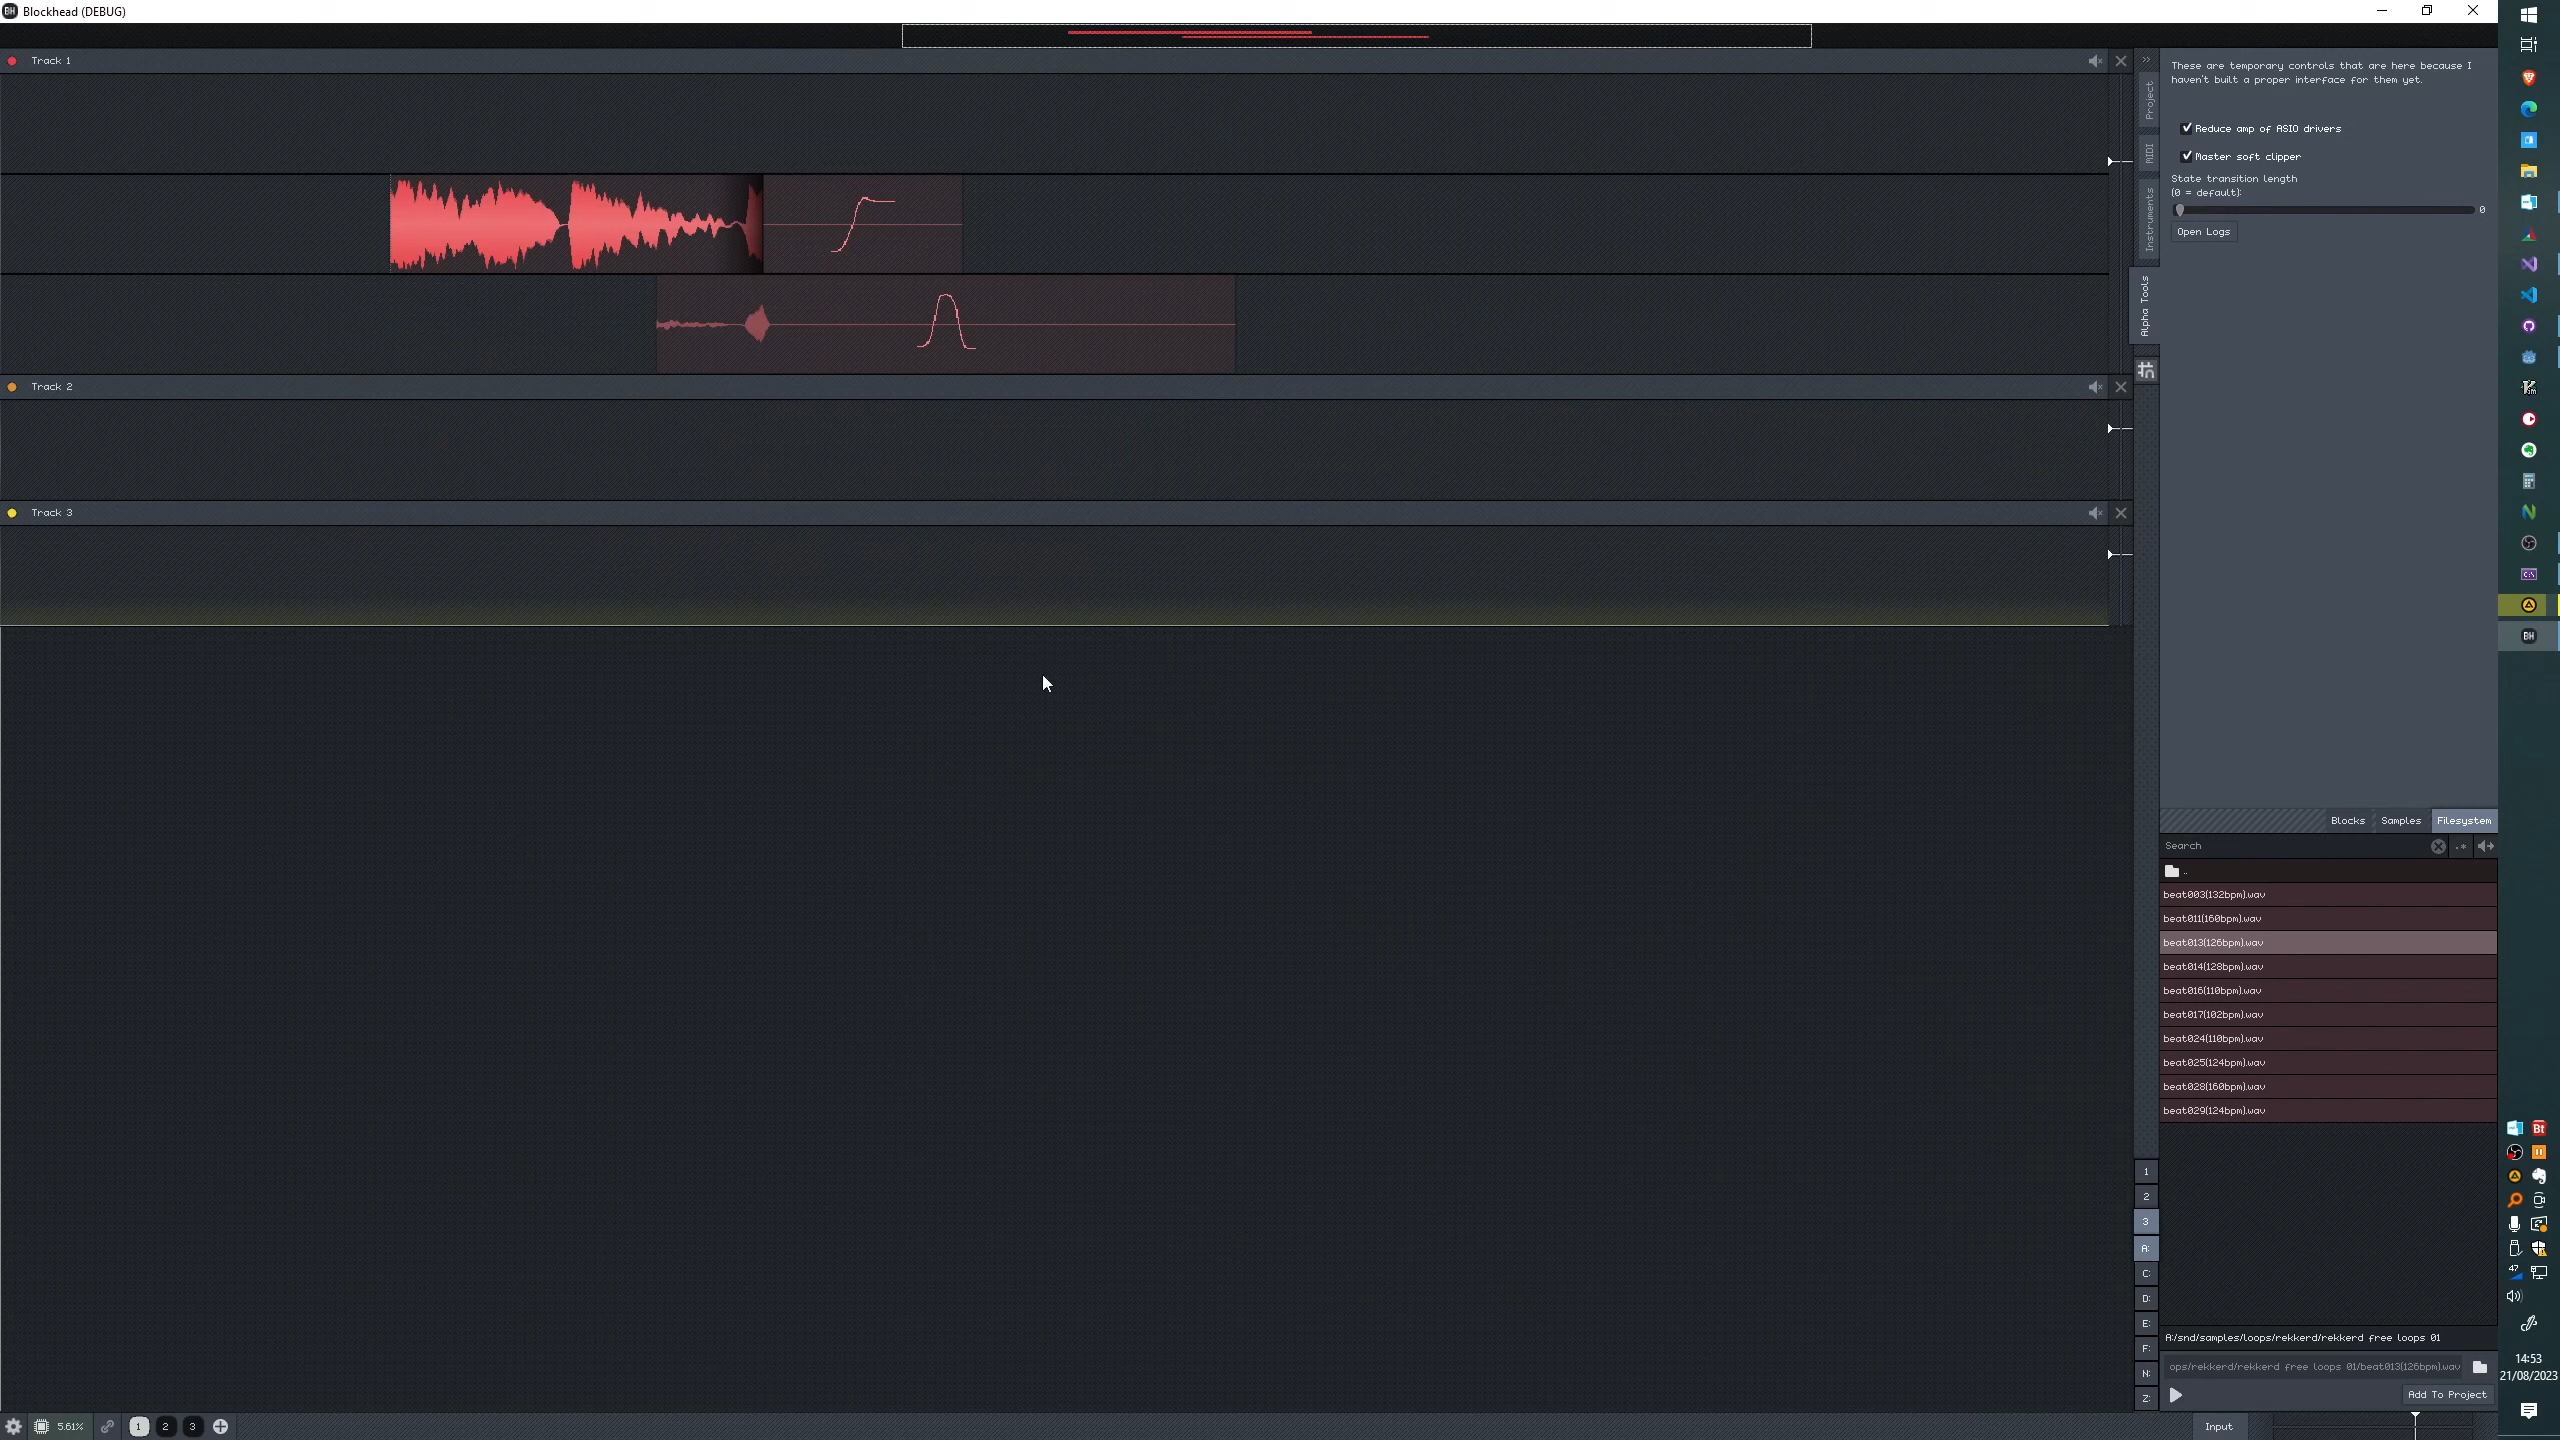 BH Blockhead (DEBUG)
Track 1
Track 2
Track 3
Project
MIDI
Instruments
Alpha Tools
These are temporary controls that are here because I
haven't built a proper interface for them yet.
Reduce amp of ASIO drivers
Master soft clipper
State transition length
(0 = default):
0
Open Logs
Blocks Samples Filesystem
Search
.*
..
beat003(132bpm).wav
beat011(160bpm).wav
beat013(126bpm).wav
beat014(128bpm).wav
beat016(110bpm).wav
beat017(102bpm).wav
beat024(110bpm).wav
beat025(124bpm).wav
beat028(160bpm).wav
beat029(124bpm).wav
1
2
3
A:
C:
D:
E:
F:
N:
Z:
A:/snd/samples/loops/rekkerd/rekkerd free loops 01
ops/rekkerd/rekkerd free loops 01/beat013(126bpm).wav
Add To Project
5.61% 1 2 3
Input
BH
Bt
47
14:53
21/08/2023